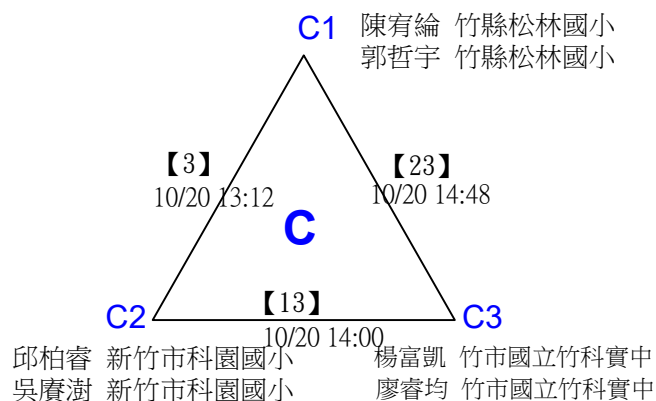 C1
陳宥綸 竹縣松林國小
郭哲宇 竹縣松林國小
【3】
10/20 13:12
【23】
10/20 14:48
C
C2
【13】
10/20 14:00
C3
邱柏睿 新竹市科園國小
吳賡澍 新竹市科園國小
楊富凱 竹市國立竹科實中
廖睿均 竹市國立竹科實中